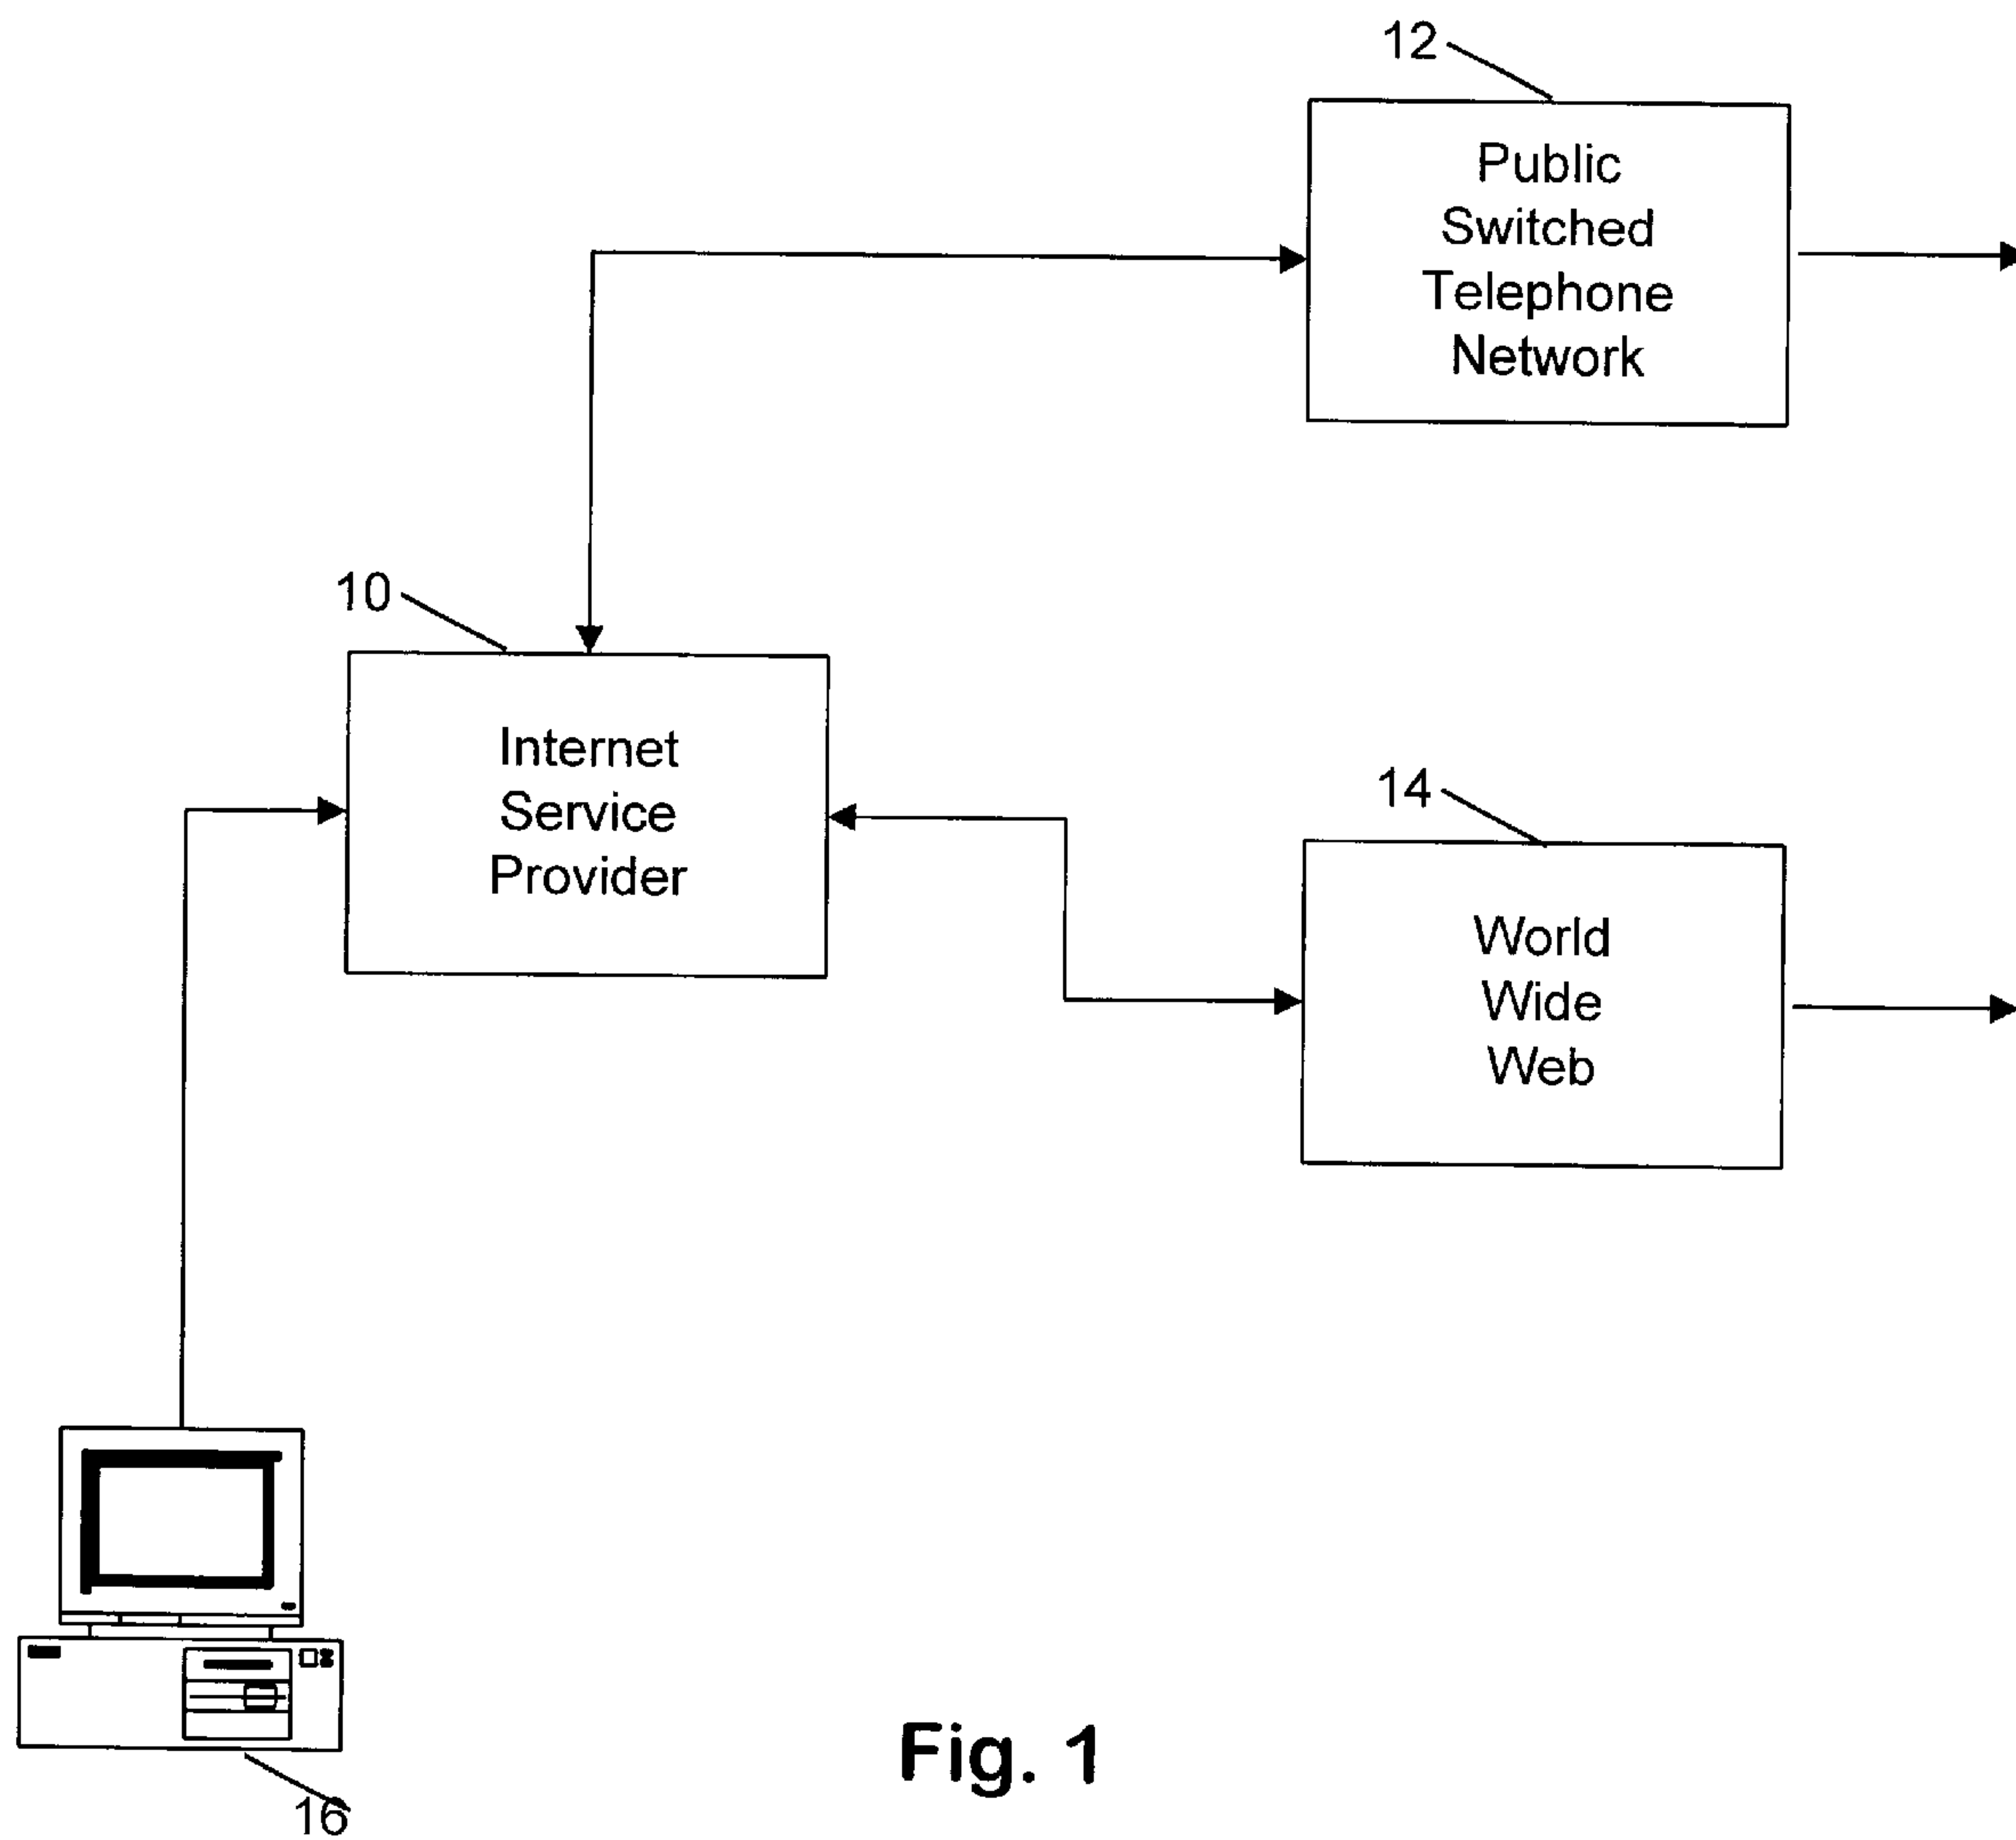 12
Public
Switched
Telephone
Network
10
Internet
Service
Provider
14
World
Wide
Web
Fig. 1
16